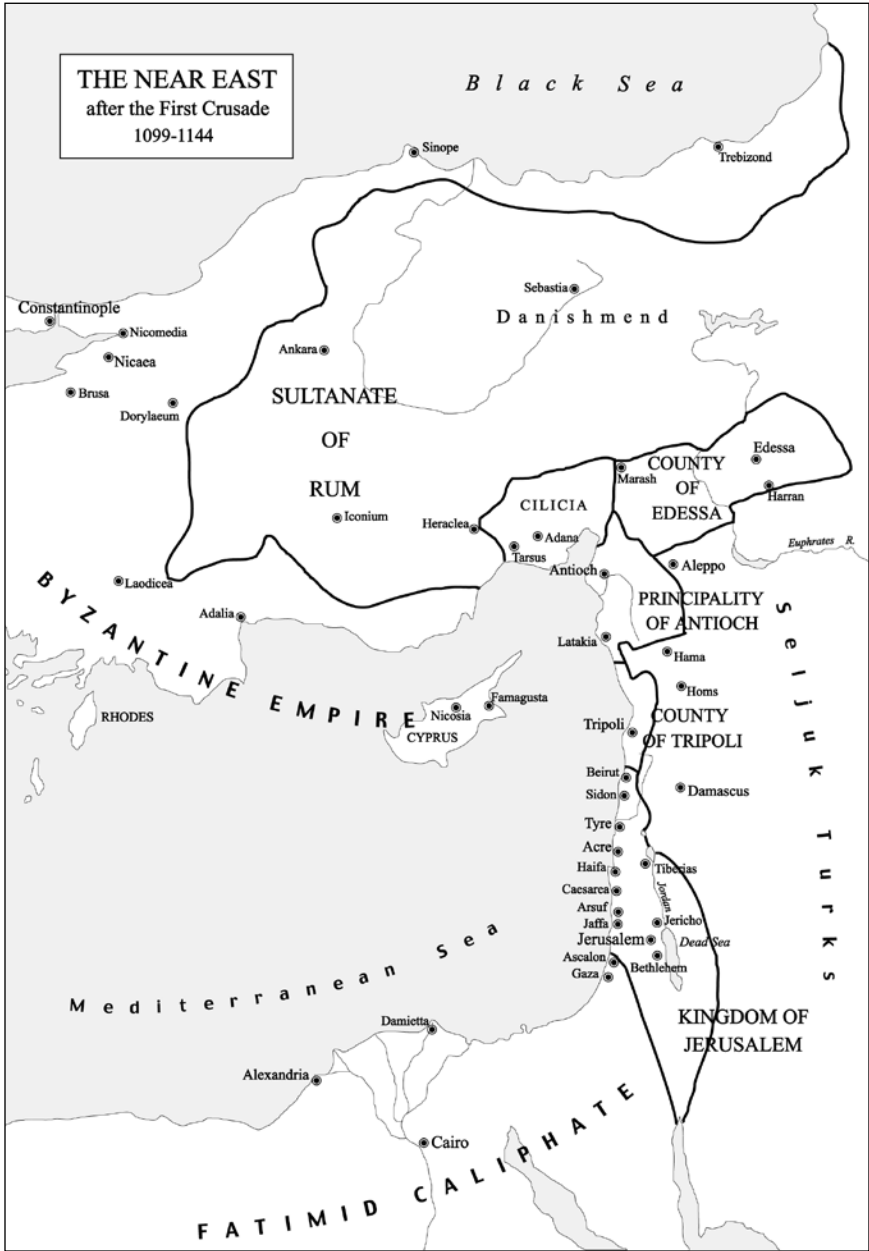 THE NEAR EAST
after the First Crusade
1099-1144
Black Sea
Sinope
Trebizond
Sebastia
Danishmend
Constantinople
Nicomedia
Nicaea
Ankara
Brusa
Dorylaeum
SULTANATE
OF
RUM
Edessa
Marash
COUNTY
OF
EDESSA
Harran
CILICIA
Iconium
Heraclea
Adana
Tarsus
Euphrates R.
Antioch
Aleppo
Laodicea
PRINCIPALITY
OF ANTIOCH
Adalia
Latakia
Hama
BYZANTINE EMPIRE
Seljuk Turks
Homs
RHODES
Nicosia
Famagusta
CYPRUS
Tripoli
COUNTY
OF TRIPOLI
Beirut
Sidon
Damascus
Tyre
Acre
Haifa
Tiberias
Caesarea
Jordan
Arsuf
Jaffa
Jericho
Jerusalem
Dead Sea
Ascalon
Bethlehem
Gaza
Mediterranean Sea
KINGDOM OF
JERUSALEM
Damietta
Alexandria
Cairo
FATIMID CALIPHATE